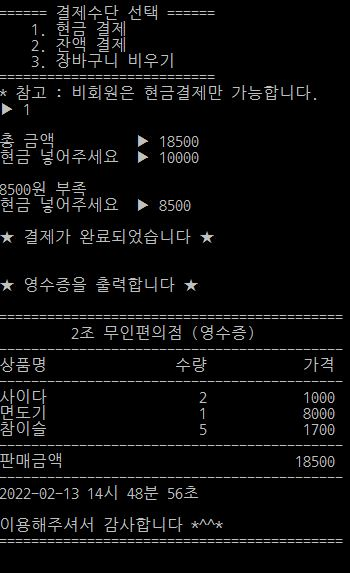 ====== 결제수단 선택 ======
1. 현금 결제
2. 잔액 결제
3. 장바구니 비우기
========================
* 참고 : 비회원은 현금결제만 가능합니다.
▶ 1
총 금액 ▶ 18500
현금 넣어주세요 ▶ 10000
8500원 부족
현금 넣어주세요 ▶ 8500
★ 결제가 완료되었습니다 ★
★ 영수증을 출력합니다 ★
======================================
2조 무인편의점 (영수증)
--------------------------------------
상품명 수량 가격
--------------------------------------
사이다 2 1000
면도기 1 8000
참이슬 5 1700
--------------------------------------
판매금액 18500
--------------------------------------
2022-02-13 14시 48분 56초
이용해주셔서 감사합니다 *^^*
======================================